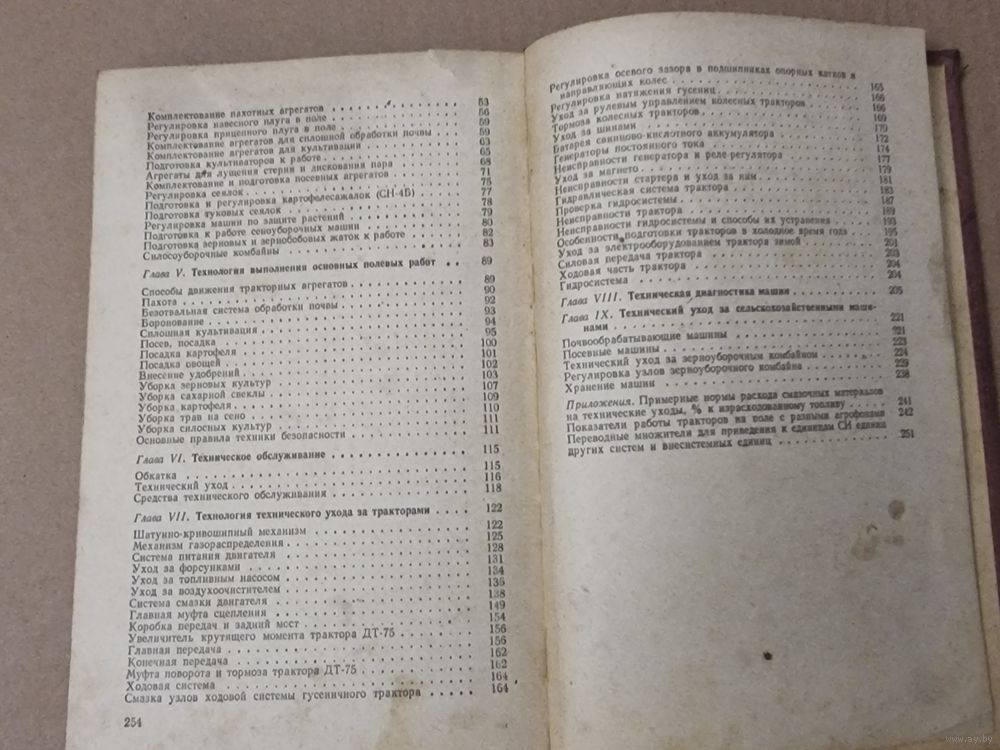 Комплектование пахотных агрегатов . . . . . . . . . . . . 53
Регулировка навесного плуга в поле . . . . . . . . . . . . 56
Регулировка прицепного плуга в поле . . . . . . . . . . . . 59
Комплектование агрегатов для сплошной обработки почвы . . . 59
Комплектование агрегатов для культивации . . . . . . . . . 63
Подготовка культиваторов к работе . . . . . . . . . . . . 65
Агрегаты для лущения стерни и дискования пара . . . . . . 68
Комплектование и подготовка посевных агрегатов . . . . . . 71
Регулировка сеялок . . . . . . . . . . . . 75
Подготовка и регулировка картофелесажалок (СН-4Б) . . . . 77
Подготовка туковых сеялок . . . . . . . . . . . . 78
Регулировка машин по защите растений . . . . . . . . . . 79
Подготовка к работе сеноуборочных машин . . . . . . . . . 80
Подготовка зерновых и зернобобовых жаток к работе . . . . 82
Силосоуборочные комбайны . . . . . . . . . . . . 83
Глава V. Технология выполнения основных полевых работ . . 89
Способы движения тракторных агрегатов . . . . . . . . . . 89
Пахота . . . . . . . . . . . . 90
Безотвальная система обработки почвы . . . . . . . . . . 92
Боронование . . . . . . . . . . . . 93
Сплошная культивация . . . . . . . . . . . . 94
Посев, посадка . . . . . . . . . . . . 95
Посадка картофеля . . . . . . . . . . . . 100
Посадка овощей . . . . . . . . . . . . 101
Внесение удобрений . . . . . . . . . . . . 102
Уборка зерновых культур . . . . . . . . . . . . 103
Уборка сахарной свеклы . . . . . . . . . . . . 107
Уборка картофеля . . . . . . . . . . . . 109
Уборка трав на сено . . . . . . . . . . . . 110
Уборка силосных культур . . . . . . . . . . . . 111
Основные правила техники безопасности . . . . . . . . . . 111
Глава VI. Техническое обслуживание . . . . . . . . . . . . 115
Обкатка . . . . . . . . . . . . 115
Технический уход . . . . . . . . . . . . 116
Средства технического обслуживания . . . . . . . . . . . . 118
Глава VII. Технология технического ухода за тракторами . . . . 122
Шатунно-кривошипный механизм . . . . . . . . . . . . 122
Механизм газораспределения . . . . . . . . . . . . 125
Система питания двигателя . . . . . . . . . . . . 128
Уход за форсунками . . . . . . . . . . . . 131
Уход за топливным насосом . . . . . . . . . . . . 134
Уход за воздухоочистителем . . . . . . . . . . . . 136
Система смазки двигателя . . . . . . . . . . . . 138
Главная муфта сцепления . . . . . . . . . . . . 149
Коробка передач и задний мост . . . . . . . . . . . . 154
Увеличитель крутящего момента трактора ДТ-75 . . . . . . . 156
Главная передача . . . . . . . . . . . . 156
Конечная передача . . . . . . . . . . . . 162
Муфта поворота и тормоза трактора ДТ-75 . . . . . . . . . 162
Ходовая система . . . . . . . . . . . . 164
Смазка узлов ходовой системы гусеничного трактора . . . . . 164
254
Регулировка осевого зазора в подшипниках опорных катков и
направляющих колес . . . . . . . . . . . . 165
Регулировка натяжения гусениц . . . . . . . . . . . . 166
Уход за рулевым управлением колесных тракторов . . . . . . 166
Тормоза колесных тракторов . . . . . . . . . . . . 169
Уход за шинами . . . . . . . . . . . . 170
Батарея свинцово-кислотного аккумулятора . . . . . . . . . 172
Генераторы постоянного тока . . . . . . . . . . . . 174
Неисправности генератора и реле-регулятора . . . . . . . . 177
Уход за магнето . . . . . . . . . . . . 179
Неисправности стартера и уход за ним . . . . . . . . . . 181
Гидравлическая система трактора . . . . . . . . . . . . 183
Проверка гидросистемы . . . . . . . . . . . . 187
Неисправности трактора . . . . . . . . . . . . 189
Неисправности гидросистемы и способы их устранения . . . . 193
Особенности подготовки тракторов в холодное время года . . 195
Уход за электрооборудованием трактора зимой . . . . . . . 201
Силовая передача трактора . . . . . . . . . . . . 203
Ходовая часть трактора . . . . . . . . . . . . 204
Гидросистема . . . . . . . . . . . . 204
Глава VIII. Техническая диагностика машин . . . . . . . . 205
Глава IX. Технический уход за сельскохозяйственными маши-
нами . . . . . . . . . . . . 221
Почвообрабатывающие машины . . . . . . . . . . . . 221
Посевные машины . . . . . . . . . . . . 223
Технический уход за зерноуборочным комбайном . . . . . . . 224
Регулировка узлов зерноуборочного комбайна . . . . . . . . 229
Хранение машин . . . . . . . . . . . . 238
Приложения. Примерные нормы расхода смазочных материалов
на технические уходы, % к израсходованному топливу . . . . 241
Показатели работы тракторов на поле с разными агрофонами 242
Переводные множители для приведения к единицам СИ единиц
других систем и внесистемных единиц . . . . . . . . . . . 251
www.ay.by